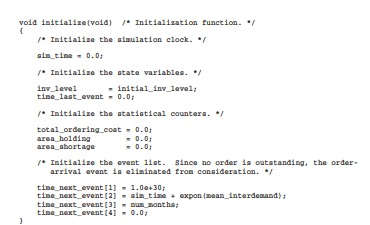 void initialize(void)  /* Initialization function. */
{
    /* Initialize the simulation clock. */
    sim_time = 0.0;
    /* Initialize the state variables. */
    inv_level       = initial_inv_level;
    time_last_event = 0.0;
    /* Initialize the statistical counters. */
    total_ordering_cost = 0.0;
    area_holding        = 0.0;
    area_shortage       = 0.0;
    /* Initialize the event list.  Since no order is outstanding, the order-
       arrival event is eliminated from consideration. */
    time_next_event[1] = 1.0e+30;
    time_next_event[2] = sim_time + expon(mean_interdemand);
    time_next_event[3] = num_months;
    time_next_event[4] = 0.0;
}